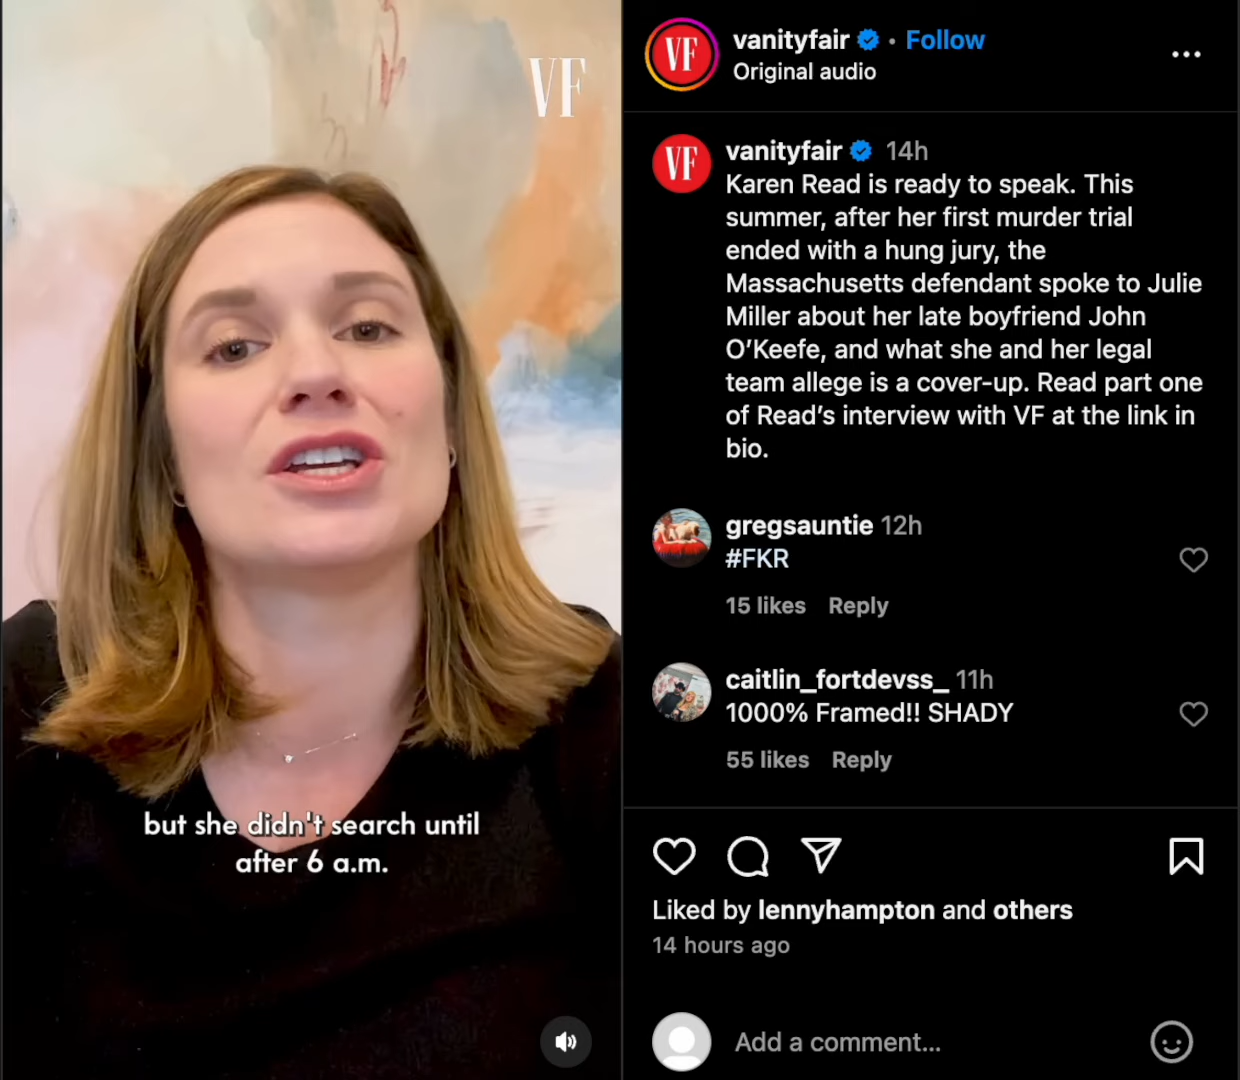 VF
but she didn't search until
after 6 a.m.
VF
vanityfair • Follow
Original audio
VF
vanityfair 14h
Karen Read is ready to speak. This
summer, after her first murder trial
ended with a hung jury, the
Massachusetts defendant spoke to Julie
Miller about her late boyfriend John
O’Keefe, and what she and her legal
team allege is a cover-up. Read part one
of Read’s interview with VF at the link in
bio.
gregsauntie 12h
#FKR
15 likes Reply
caitlin_fortdevss_ 11h
1000% Framed!! SHADY
55 likes Reply
Liked by lennyhampton and others
14 hours ago
Add a comment...